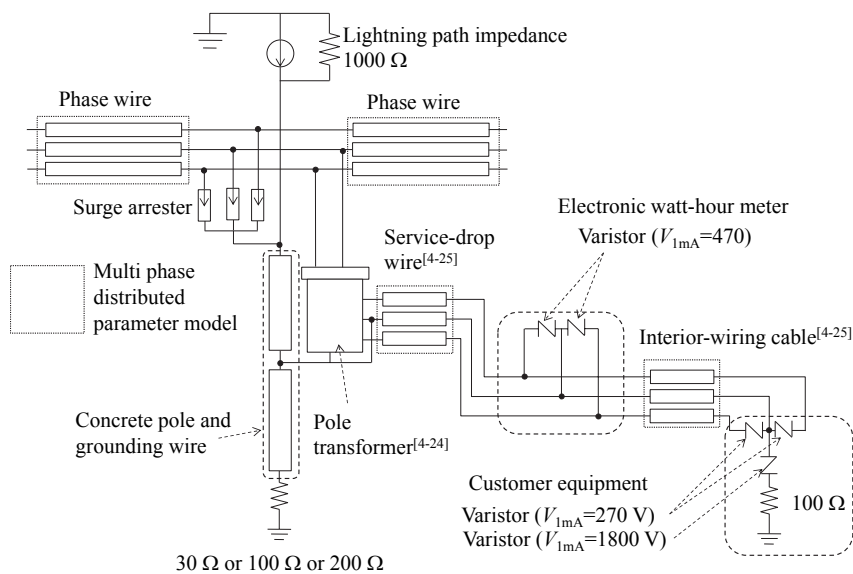 Lightning path impedance
1000 Ω
Phase wire
Phase wire
Surge arrester
Electronic watt-hour meter
Varistor (V1mA=470)
Service-drop
wire[4-25]
Multi phase
distributed
parameter model
Interior-wiring cable[4-25]
Concrete pole and
grounding wire
Pole
transformer[4-24]
Customer equipment
Varistor (V1mA=270 V)
Varistor (V1mA=1800 V)
100 Ω
30 Ω or 100 Ω or 200 Ω